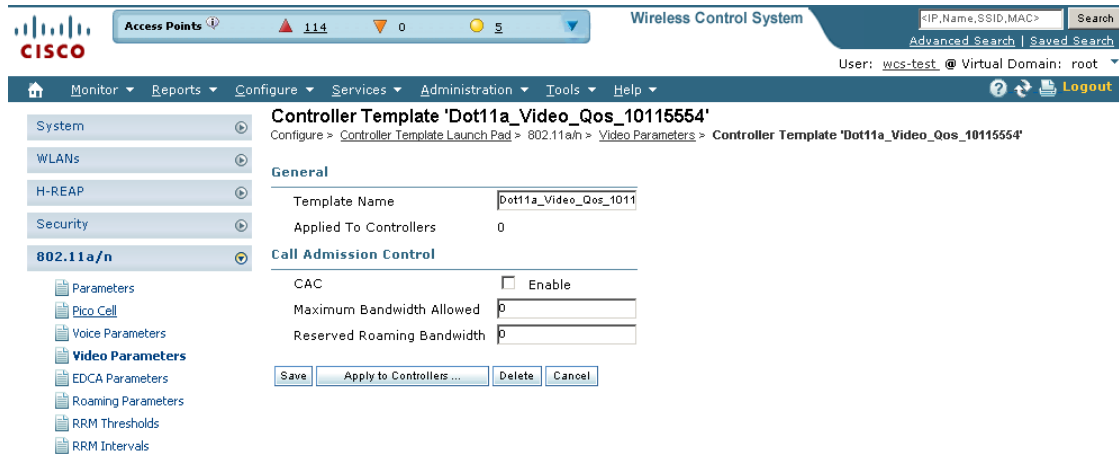 Access Points 114 0 5
Wireless Control System
<IP,Name,SSID,MAC> Search
Advanced Search | Saved Search
CISCO
User: wcs-test @ Virtual Domain: root
Monitor Reports Configure Services Administration Tools Help Logout
System
WLANs
H-REAP
Security
802.11a/n
Parameters
Pico Cell
Voice Parameters
Video Parameters
EDCA Parameters
Roaming Parameters
RRM Thresholds
RRM Intervals
Controller Template 'Dot11a_Video_Qos_10115554'
Configure > Controller Template Launch Pad > 802.11a/n > Video Parameters > Controller Template 'Dot11a_Video_Qos_10115554'
General
Template Name Dot11a_Video_Qos_1011
Applied To Controllers 0
Call Admission Control
CAC Enable
Maximum Bandwidth Allowed 0
Reserved Roaming Bandwidth 0
Save Apply to Controllers ... Delete Cancel